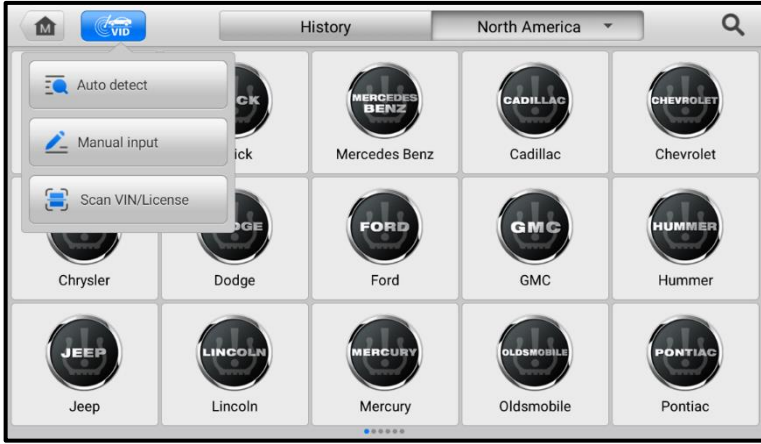 M
VID
History
North America
Auto detect
Manual input
Scan VIN/License
CK
ick
MERCEDES
BENZ
Mercedes Benz
CADILLAC
Cadillac
CHEVROLET
Chevrolet
Chrysler
DGE
Dodge
FORD
Ford
GMC
GMC
HUMMER
Hummer
JEEP
Jeep
LINCOLN
Lincoln
MERCURY
Mercury
OLDSMOBILE
Oldsmobile
PONTIAC
Pontiac